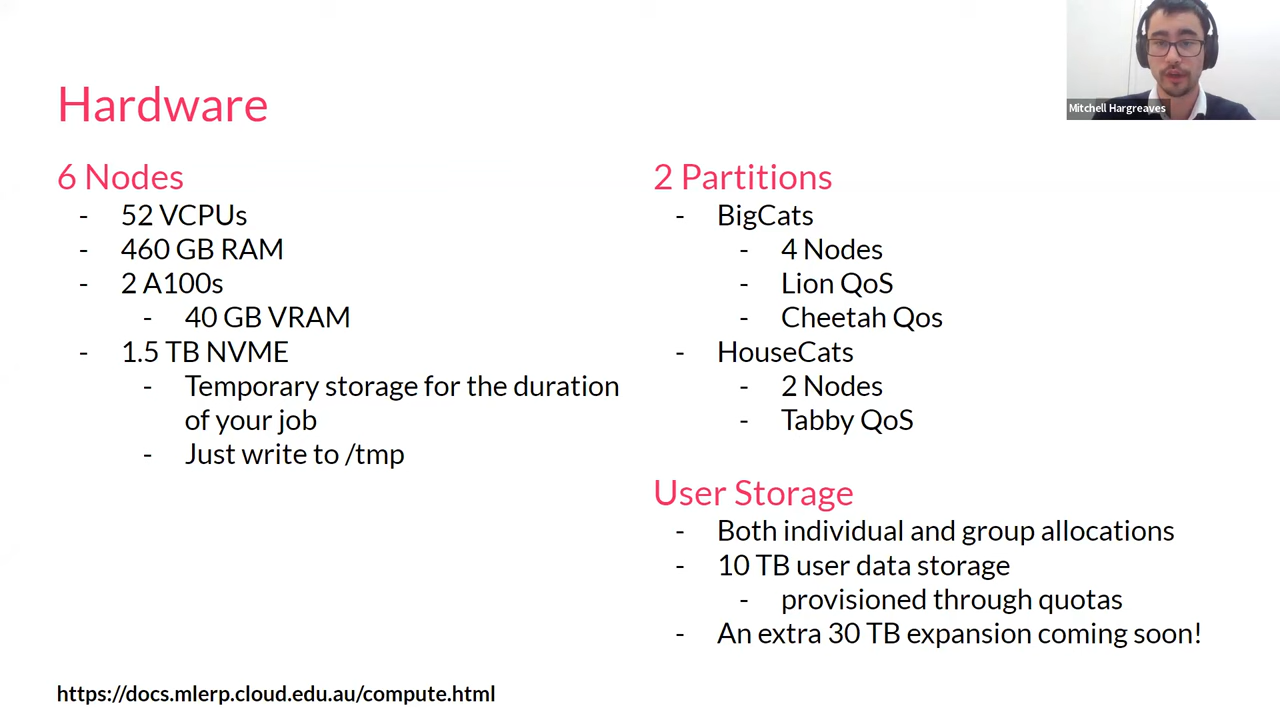 Hardware
6 Nodes
- 52 VCPUs
- 460 GB RAM
- 2 A100s
- 40 GB VRAM
- 1.5 TB NVME
- Temporary storage for the duration
of your job
- Just write to /tmp
2 Partitions
- BigCats
- 4 Nodes
- Lion QoS
- Cheetah Qos
- HouseCats
- 2 Nodes
- Tabby QoS
User Storage
- Both individual and group allocations
- 10 TB user data storage
- provisioned through quotas
- An extra 30 TB expansion coming soon!
https://docs.mlerp.cloud.edu.au/compute.html
Mitchell Hargreaves